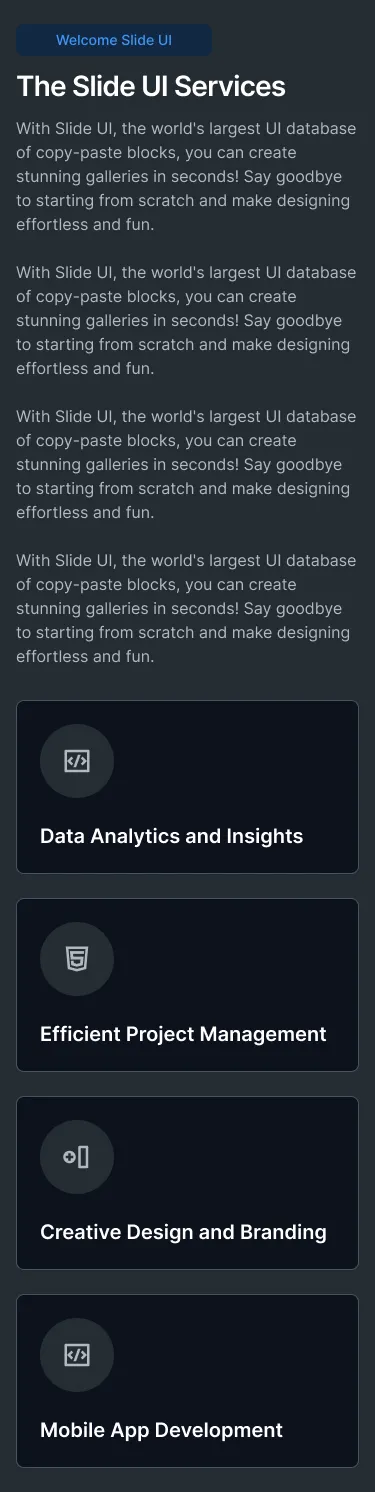 Welcome Slide UI
The Slide UI Services
With Slide UI, the world's largest UI database
of copy-paste blocks, you can create
stunning galleries in seconds! Say goodbye
to starting from scratch and make designing
effortless and fun.
With Slide UI, the world's largest UI database
of copy-paste blocks, you can create
stunning galleries in seconds! Say goodbye
to starting from scratch and make designing
effortless and fun.
With Slide UI, the world's largest UI database
of copy-paste blocks, you can create
stunning galleries in seconds! Say goodbye
to starting from scratch and make designing
effortless and fun.
With Slide UI, the world's largest UI database
of copy-paste blocks, you can create
stunning galleries in seconds! Say goodbye
to starting from scratch and make designing
effortless and fun.
Data Analytics and Insights
Efficient Project Management
Creative Design and Branding
Mobile App Development